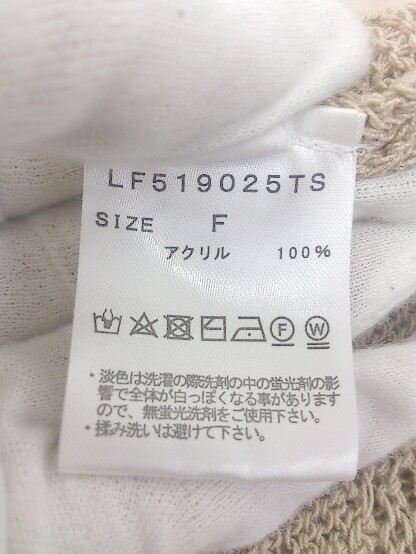 LF519025TS
SIZE F
アクリル 100%
F W
・淡色は洗濯の際洗剤の中の蛍光剤の影
響で全体が白っぽくなる事があります
ので、無蛍光洗剤をご使用下さい。
・揉み洗いは避けて下さい。